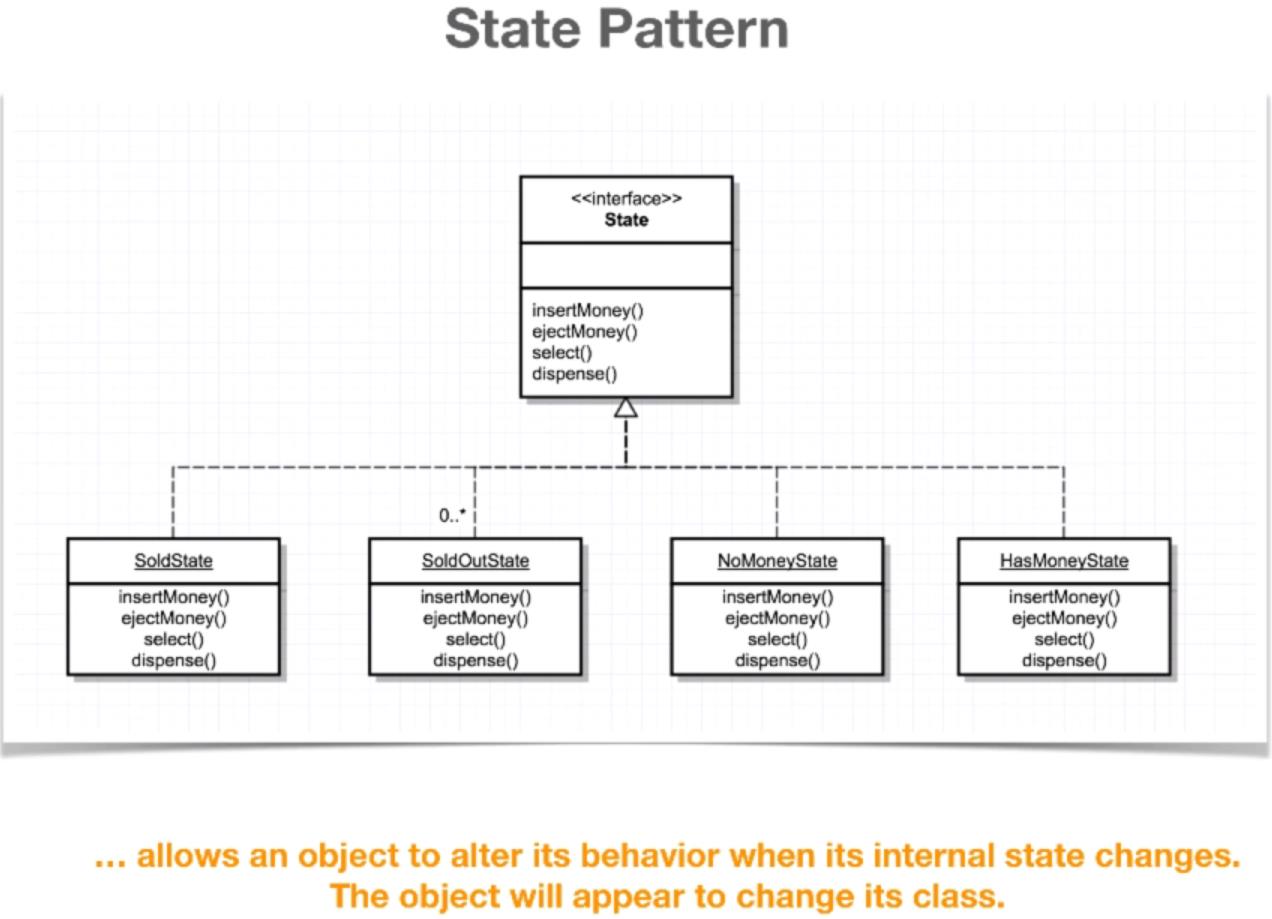 State Pattern
<<interface>>
State
insertMoney()
ejectMoney()
select()
dispense()
0..*
SoldState
insertMoney()
ejectMoney()
select()
dispense()
SoldOutState
insertMoney()
ejectMoney()
select()
dispense()
NoMoneyState
insertMoney()
ejectMoney()
select()
dispense()
HasMoneyState
insertMoney()
ejectMoney()
select()
dispense()
... allows an object to alter its behavior when its internal state changes.
The object will appear to change its class.